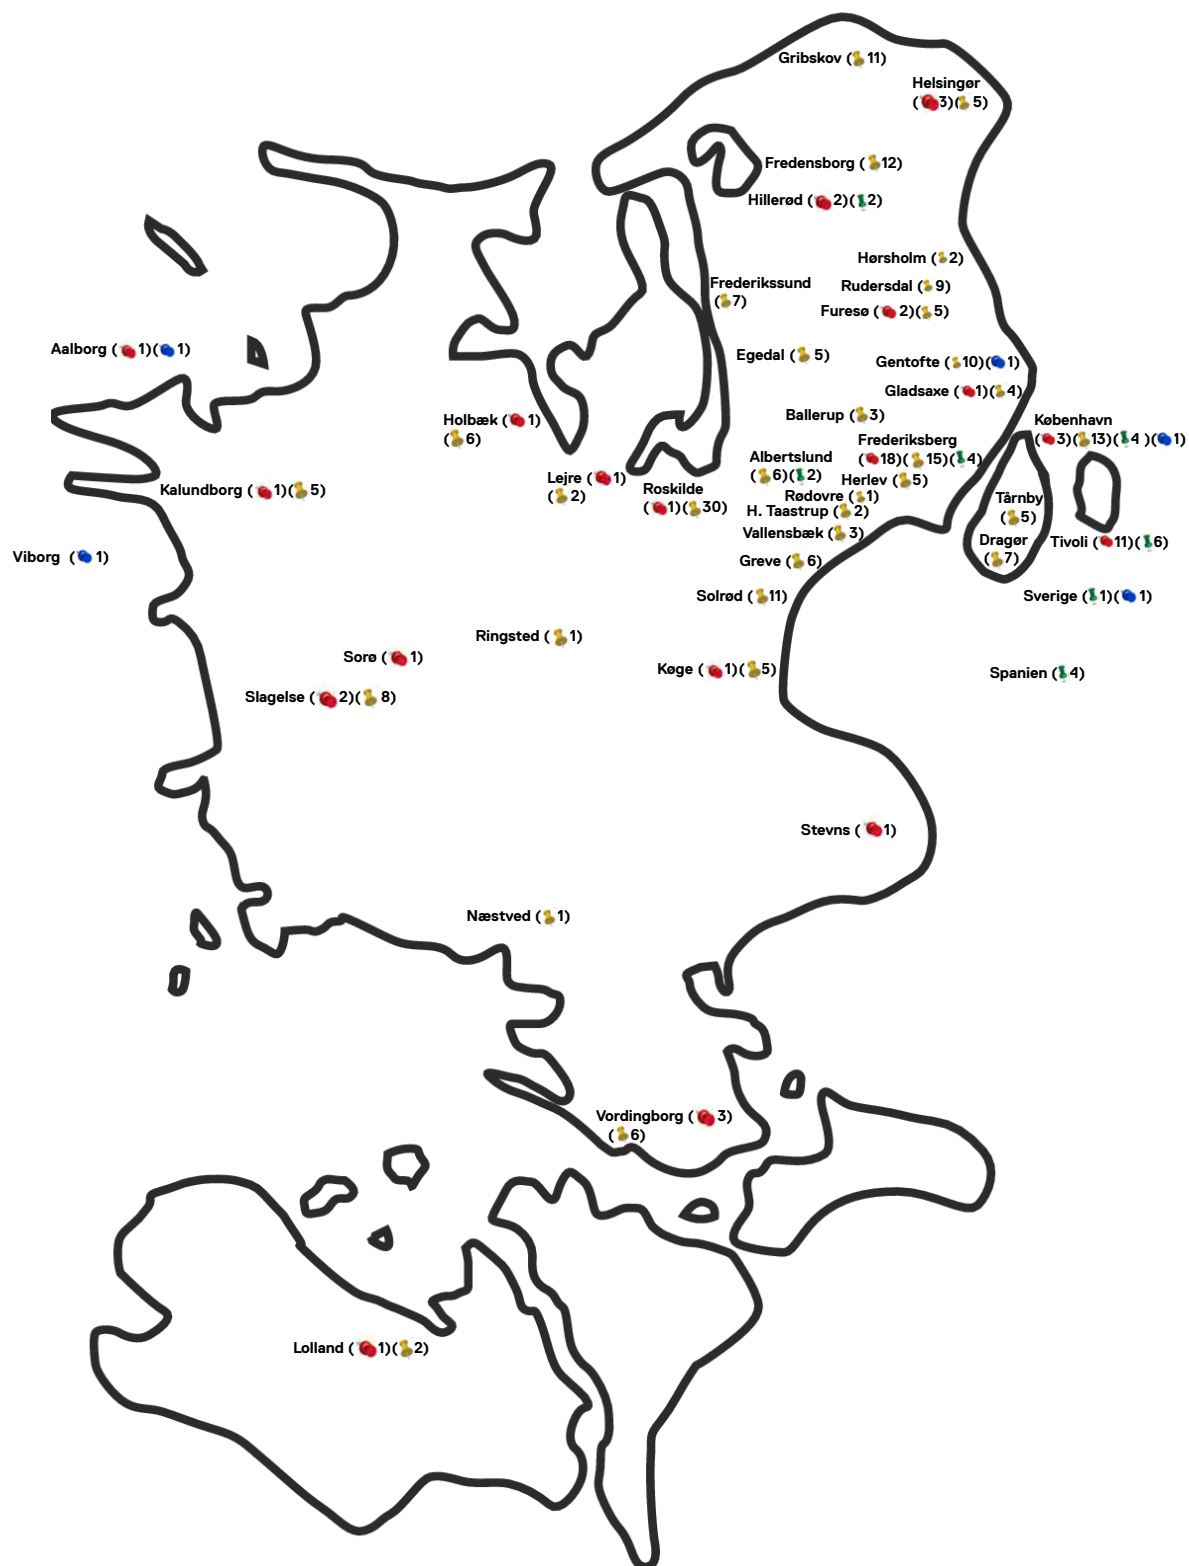 Gribskov (11)
Helsingør
(3)(5)
Fredensborg (12)
Hillerød (2)(2)
Hørsholm (2)
Frederikssund
(7)
Rudersdal (9)
Furesø (2)(5)
Aalborg (1)(1)
Egedal (5)
Gentofte (10)(1)
Gladsaxe (1)(4)
Ballerup (3)
Holbæk (1)
(6)
København
(3)(13)(4 )(1)
Frederiksberg
(18)(15)(4)
Albertslund
(6)(2)
Herlev (5)
Lejre (1)
(2)
Roskilde
(1)(30)
Kalundborg (1)(5)
Rødovre (1)
H. Taastrup (2)
Tårnby
(5)
Vallensbæk (3)
Dragør
(7)
Tivoli (11)(6)
Viborg (1)
Greve (6)
Solrød (11)
Sverige (1)(1)
Ringsted (1)
Sorø (1)
Køge (1)(5)
Spanien (4)
Slagelse (2)(8)
Stevns (1)
Næstved (1)
Vordingborg (3)
(6)
Lolland (1)(2)